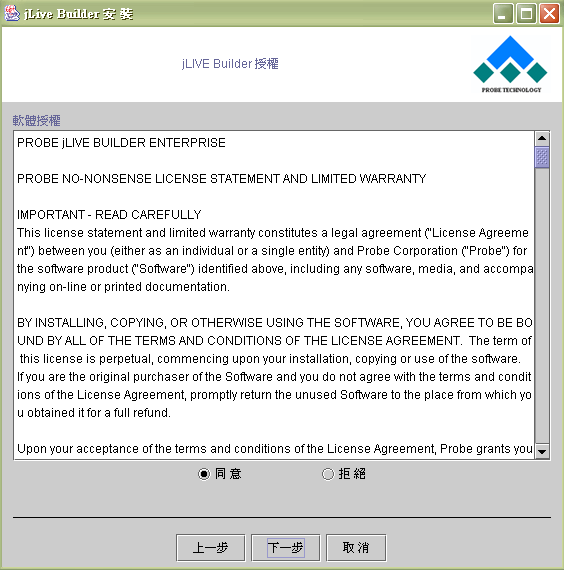 jLive Builder 安 裝
jLIVE Builder 授權
PROBE TECHNOLOGY
軟體授權
PROBE jLIVE BUILDER ENTERPRISE
PROBE NO-NONSENSE LICENSE STATEMENT AND LIMITED WARRANTY
IMPORTANT - READ CAREFULLY
This license statement and limited warranty constitutes a legal agreement ("License Agreeme
nt") between you (either as an individual or a single entity) and Probe Corporation ("Probe") for
the software product ("Software") identified above, including any software, media, and accompa
nying on-line or printed documentation.
BY INSTALLING, COPYING, OR OTHERWISE USING THE SOFTWARE, YOU AGREE TO BE BO
UND BY ALL OF THE TERMS AND CONDITIONS OF THE LICENSE AGREEMENT.  The term of
this license is perpetual, commencing upon your installation, copying or use of the software.
If you are the original purchaser of the Software and you do not agree with the terms and condit
ions of the License Agreement, promptly return the unused Software to the place from which yo
u obtained it for a full refund.
Upon your acceptance of the terms and conditions of the License Agreement, Probe grants you
同 意
拒 絕
上一步
下一步
取 消